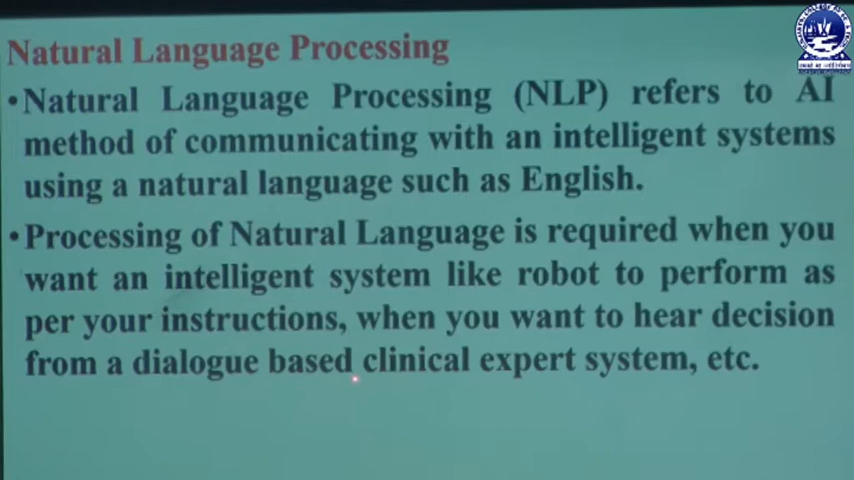 Natural Language Processing
•Natural Language Processing (NLP) refers to AI
method of communicating with an intelligent systems
using a natural language such as English.
•Processing of Natural Language is required when you
want an intelligent system like robot to perform as
per your instructions, when you want to hear decision
from a dialogue based clinical expert system, etc.